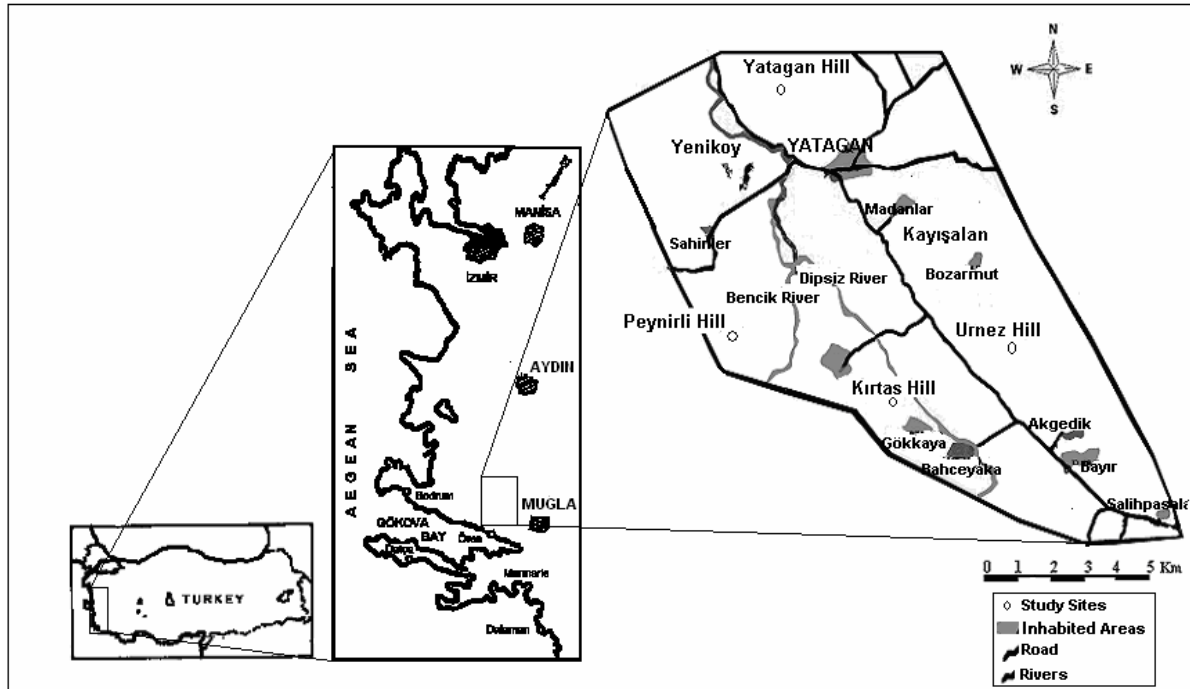 N
W E
S
Yatagan Hill
Yenikoy
YATAGAN
Madanlar
Kayışalan
Sahinler
Bozarmut
Dipsiz River
Bencik River
Peynirli Hill
Urnez Hill
Kırtas Hill
Gökkaya
Akgedik
Bahceyaka
Bayır
Salihpasala
0 1 2 3 4 5 Km
Study Sites
Inhabited Areas
Road
Rivers
MANİSA
İZMİR
AEGEAN SEA
AYDIN
Bodrum
MUGLA
GÖKOVA
BAY
Ören
Datça
Marmaris
Dalaman
TURKEY